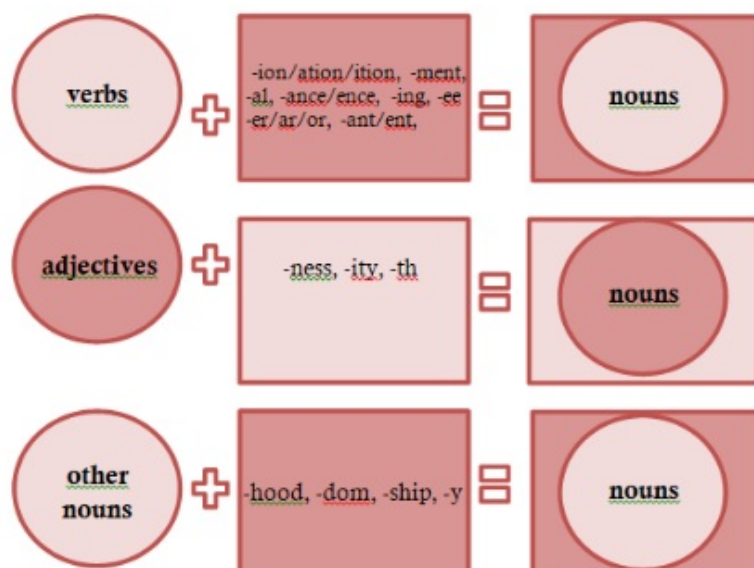 verbs
-ion/ation/ition, -ment,
-al, -ance/ence, -ing, -ee
-er/ar/or, -ant/ent,
nouns
adjectives
-ness, -ity, -th
nouns
other
nouns
-hood, -dom, -ship, -y
nouns